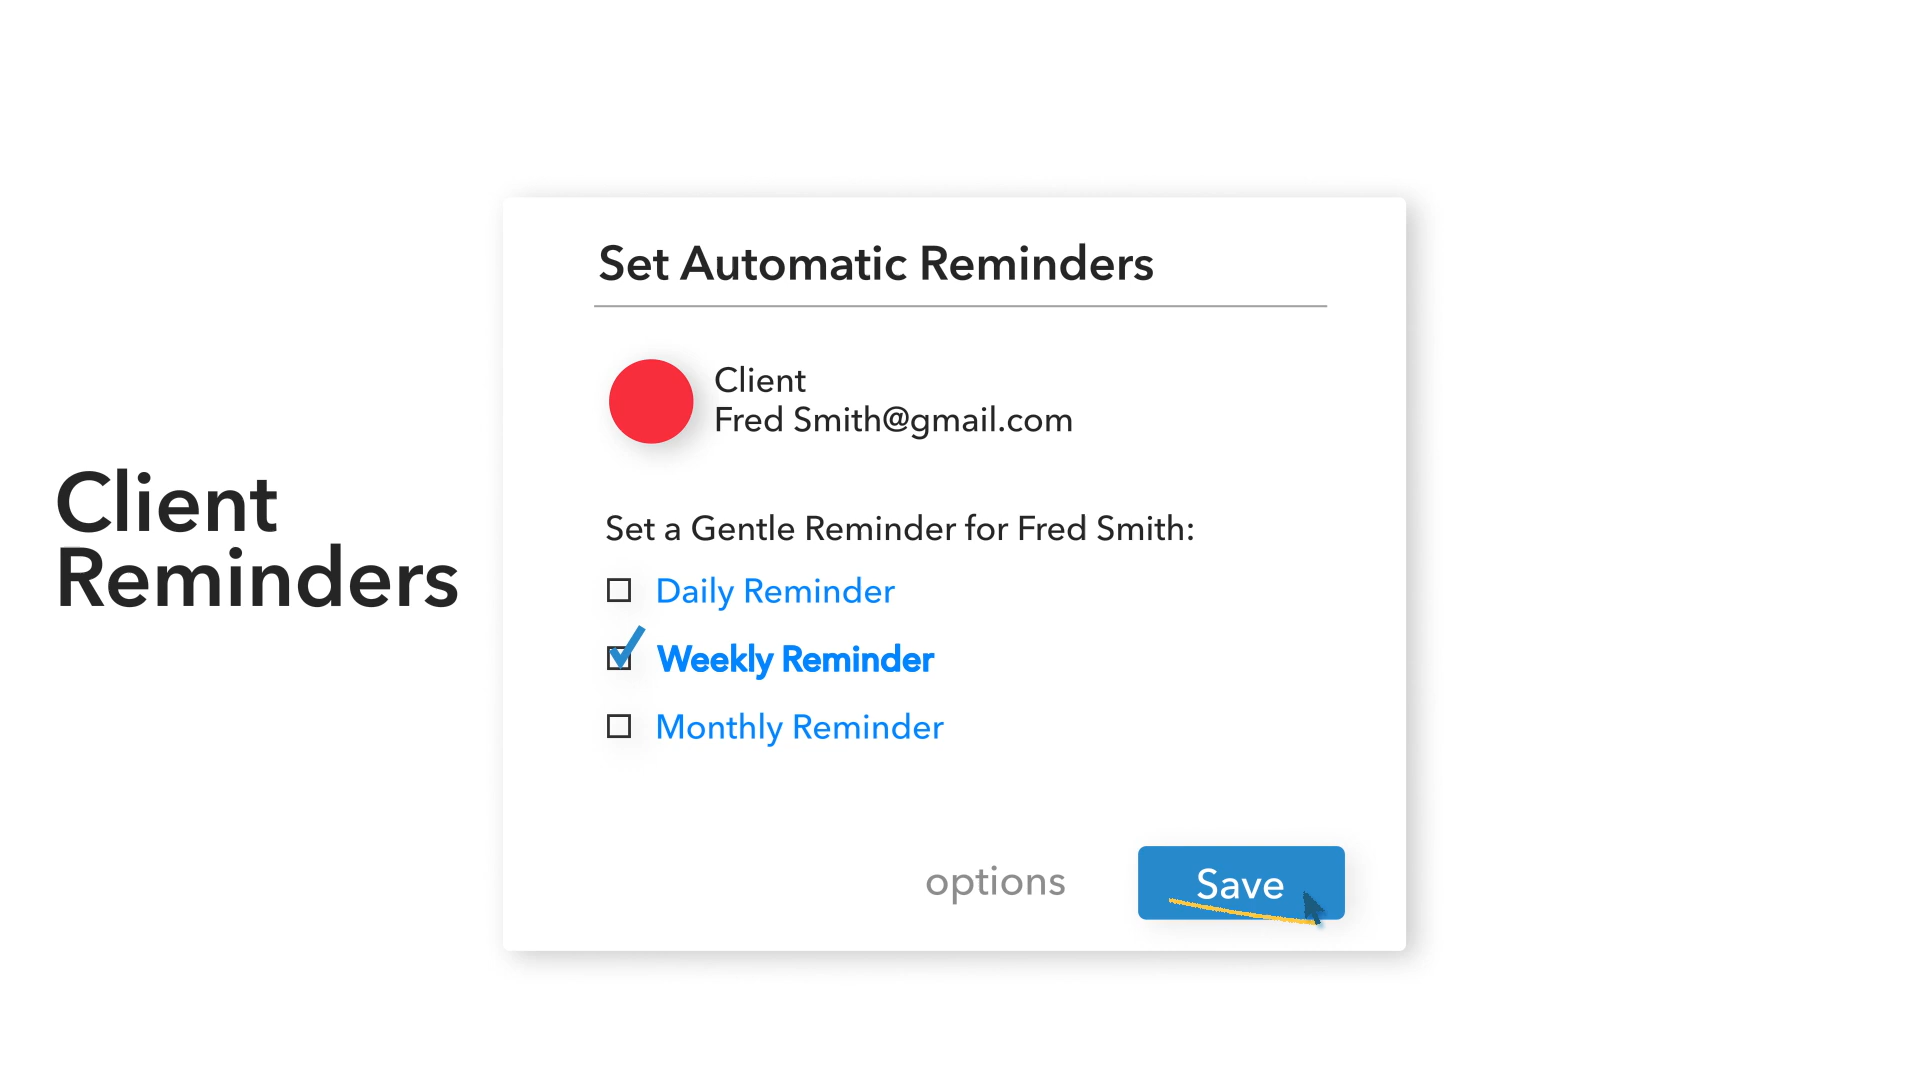 Client
Reminders
Set Automatic Reminders
Client
Fred Smith@gmail.com
Set a Gentle Reminder for Fred Smith:
Daily Reminder
Weekly Reminder
Monthly Reminder
options
Save